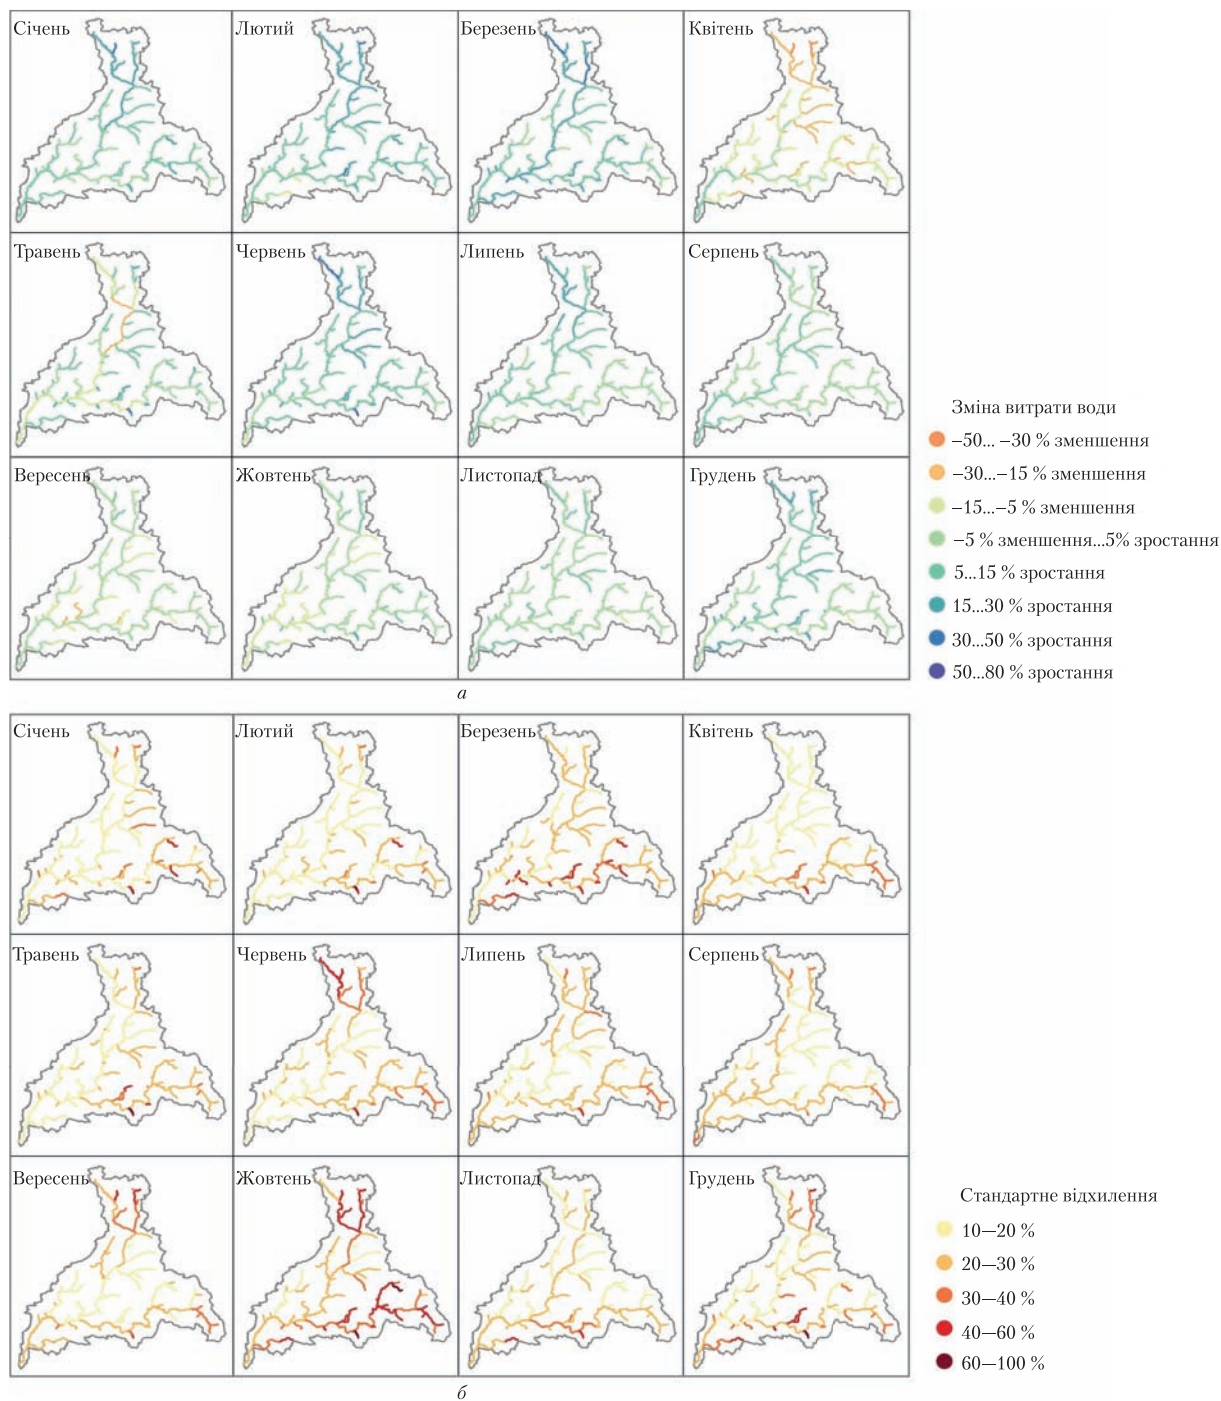 Січень
Лютий
Березень
Квітень
Травень
Червень
Липень
Серпень
Зміна витрати води
−50... −30 % зменшення
−30...−15 % зменшення
−15...−5 % зменшення
−5 % зменшення...5% зростання
5...15 % зростання
15...30 % зростання
30...50 % зростання
50...80 % зростання
Вересень
Жовтень
Листопад
Грудень
а
Січень
Лютий
Березень
Квітень
Травень
Червень
Липень
Серпень
Вересень
Жовтень
Листопад
Грудень
Стандартне відхилення
10—20 %
20—30 %
30—40 %
40—60 %
60—100 %
б